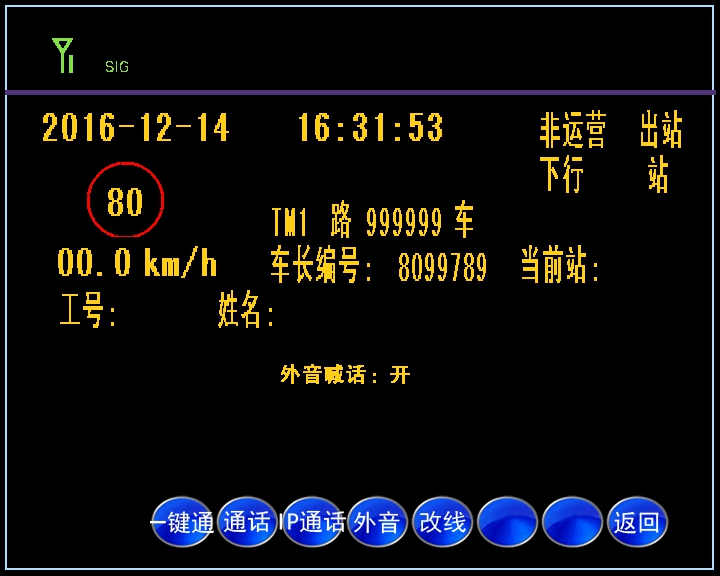 SIG
2016-12-14 16:31:53 非运营 出站
下行 站
80
TM1 路 999999 车
00.0 km/h 车长编号: 8099789 当前站:
工号: 姓名:
外音喊话: 开
一键通 通话 IP通话 外音 改线 返回